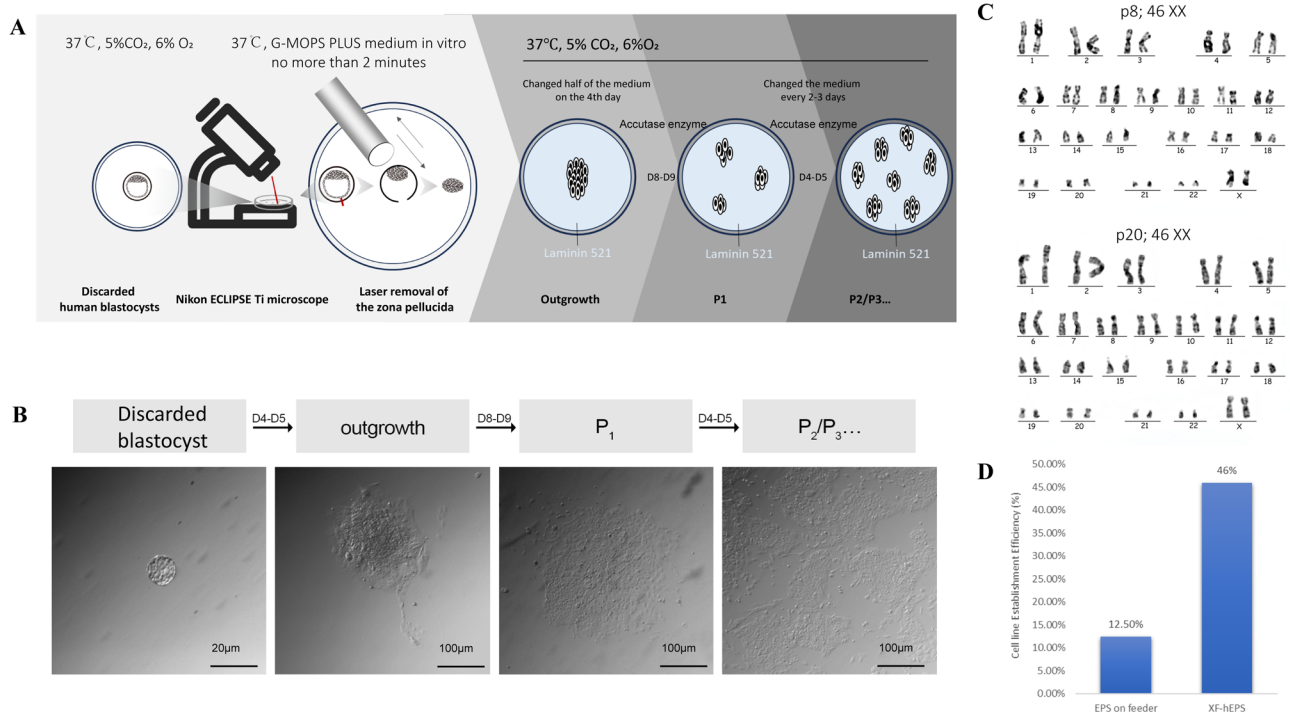 A
37℃, 5%CO₂, 6% O₂
37℃, G-MOPS PLUS medium in vitro
no more than 2 minutes
37℃, 5% CO₂, 6%O₂
Changed half of the medium
on the 4th day
Changed the medium
every 2-3 days
Accutase enzyme
Accutase enzyme
D8-D9
D4-D5
Laminin 521
Laminin 521
Laminin 521
Discarded
human blastocysts
Nikon ECLIPSE Ti microscope
Laser removal of
the zona pellucida
Outgrowth
P1
P2/P3...
B
Discarded
blastocyst
D4-D5
outgrowth
D8-D9
P₁
D4-D5
P₂/P₃...
20μm
100μm
100μm
100μm
C
p8; 46 XX
1 2 3 4 5
6 7 8 9 10 11 12
13 14 15 16 17 18
19 20 21 22 X
p20; 46 XX
1 2 3 4 5
6 7 8 9 10 11 12
13 14 15 16 17 18
19 20 21 22 X
D
Cell line Establishment Efficiency (%)
50.00%
45.00%
40.00%
35.00%
30.00%
25.00%
20.00%
15.00%
10.00%
5.00%
0.00%
12.50%
46%
EPS on feeder
XF-hEPS